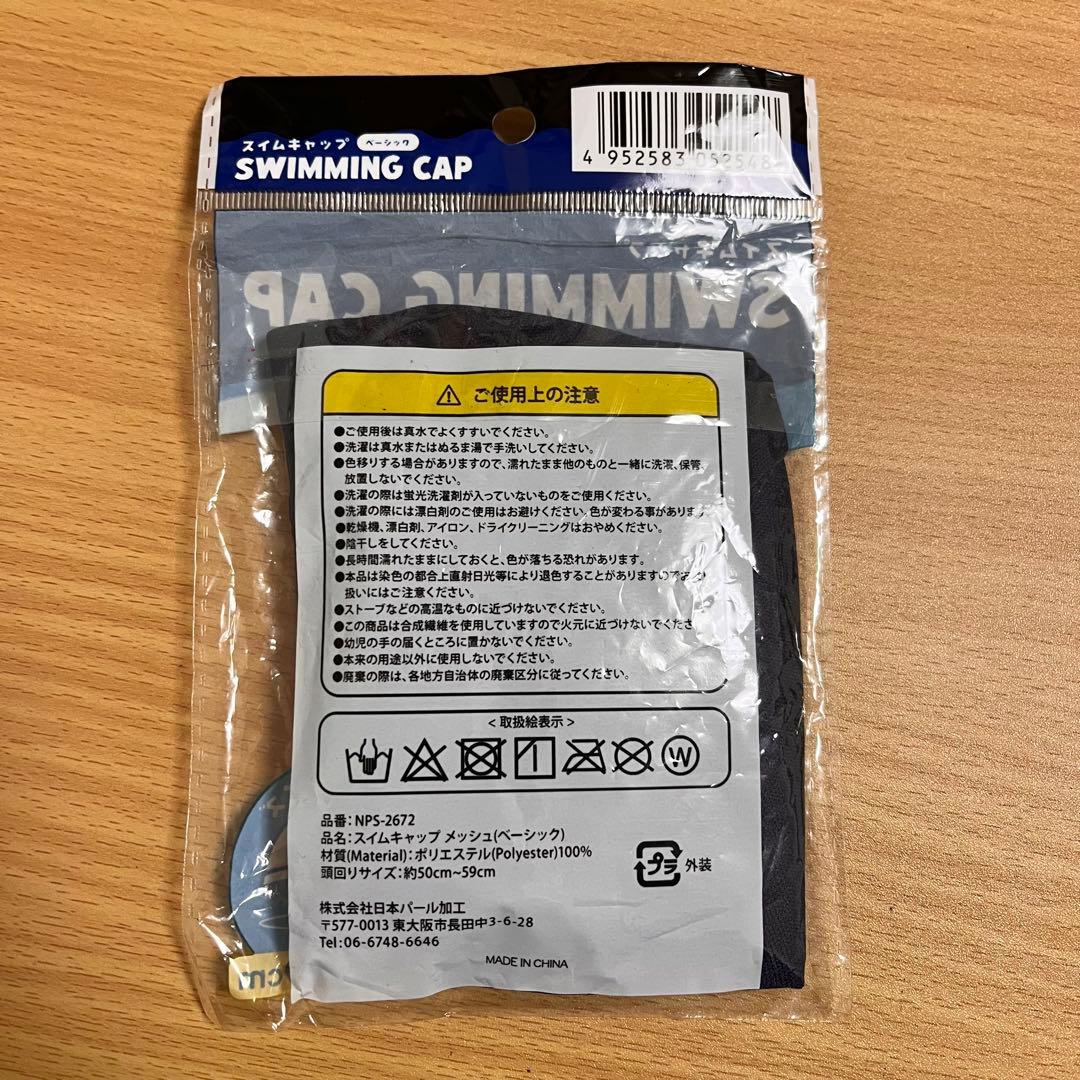 スイムキャップ ベーシック
SWIMMING CAP
4 952583 052548
スイムキャップ
SWIMMING CAP
⚠ ご使用上の注意
●ご使用後は真水でよくすすいでください。
●洗濯は真水またはぬるま湯で手洗いしてください。
●色移りする場合がありますので、濡れたまま他のものと一緒に洗濯、保管、
放置しないでください。
●洗濯の際は蛍光洗濯剤が入っていないものをご使用ください。
●洗濯の際には漂白剤のご使用はお避けください。色が変わる事があります
●乾燥機、漂白剤、アイロン、ドライクリーニングはおやめください。
●陰干しをしてください。
●長時間濡れたままにしておくと、色が落ちる恐れがあります。
●本品は染色の都合上直射日光等により退色することがありますのでお取
扱いにはご注意ください。
●ストーブなどの高温なものに近づけないでください。
●この商品は合成繊維を使用していますので火元に近づけないでくださ
●幼児の手の届くところに置かないでください。
●本来の用途以外に使用しないでください。
●廃棄の際は、各地方自治体の廃棄区分に従ってください。
<取扱絵表示>
W
品番:NPS-2672
品名:スイムキャップ メッシュ(ベーシック)
材質(Material):ポリエステル(Polyester)100%
頭回りサイズ:約50cm~59cm
プラ 外装
株式会社日本パール加工
〒577-0013 東大阪市長田中3-6-28
Tel:06-6748-6646
MADE IN CHINA
cm